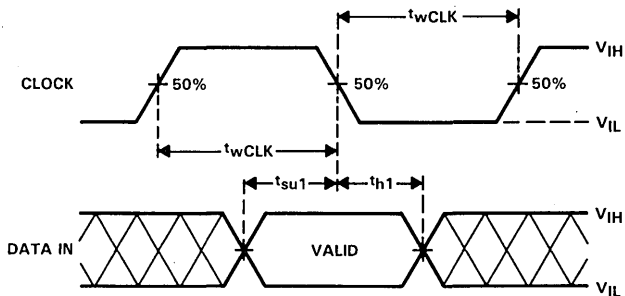 twCLK
VIH
CLOCK
50%
50%
50%
VIL
twCLK
tsu1
th1
VIH
DATA IN
VALID
VIL